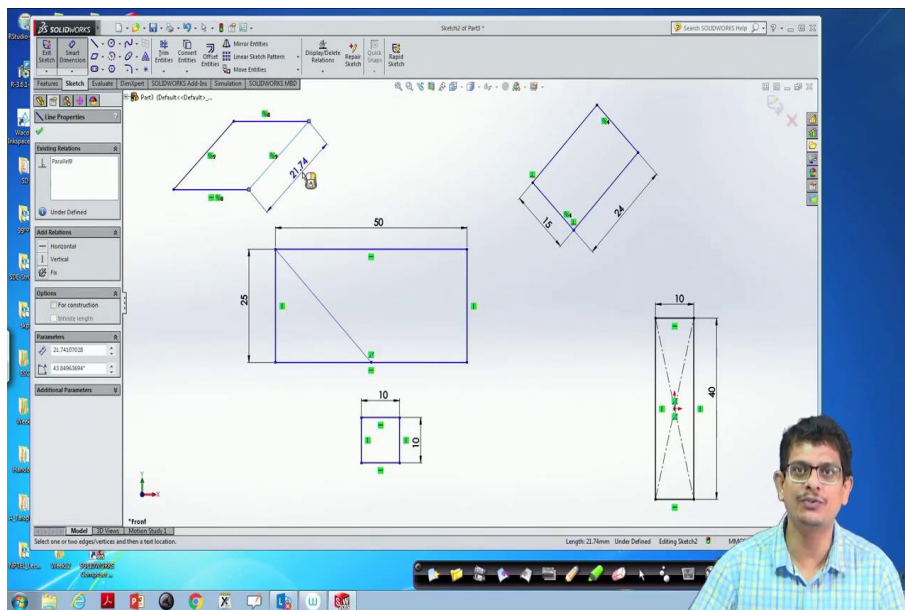 SOLIDWORKS
Sketch2 of Part3 *
Search SOLIDWORKS Help
Exit Sketch
Smart Dimension
Trim Entities
Convert Entities
Offset Entities
Mirror Entities
Linear Sketch Pattern
Move Entities
Display/Delete Relations
Repair Sketch
Quick Snaps
Rapid Sketch
Features Sketch Evaluate DimXpert SOLIDWORKS Add-Ins Simulation SOLIDWORKS MBD
Part3 (Default<<Default>_...
Line Properties
Existing Relations
Parallel9
Under Defined
Add Relations
Horizontal
Vertical
Fix
Options
For construction
Infinite length
Parameters
21.74107028
43.84963694°
Additional Parameters
21.74
15
24
50
25
10
10
10
40
Y
X
*Front
Model 3D Views Motion Study 1
Select one or two edges/vertices and then a text location.
Length: 21.74mm Under Defined Editing Sketch2